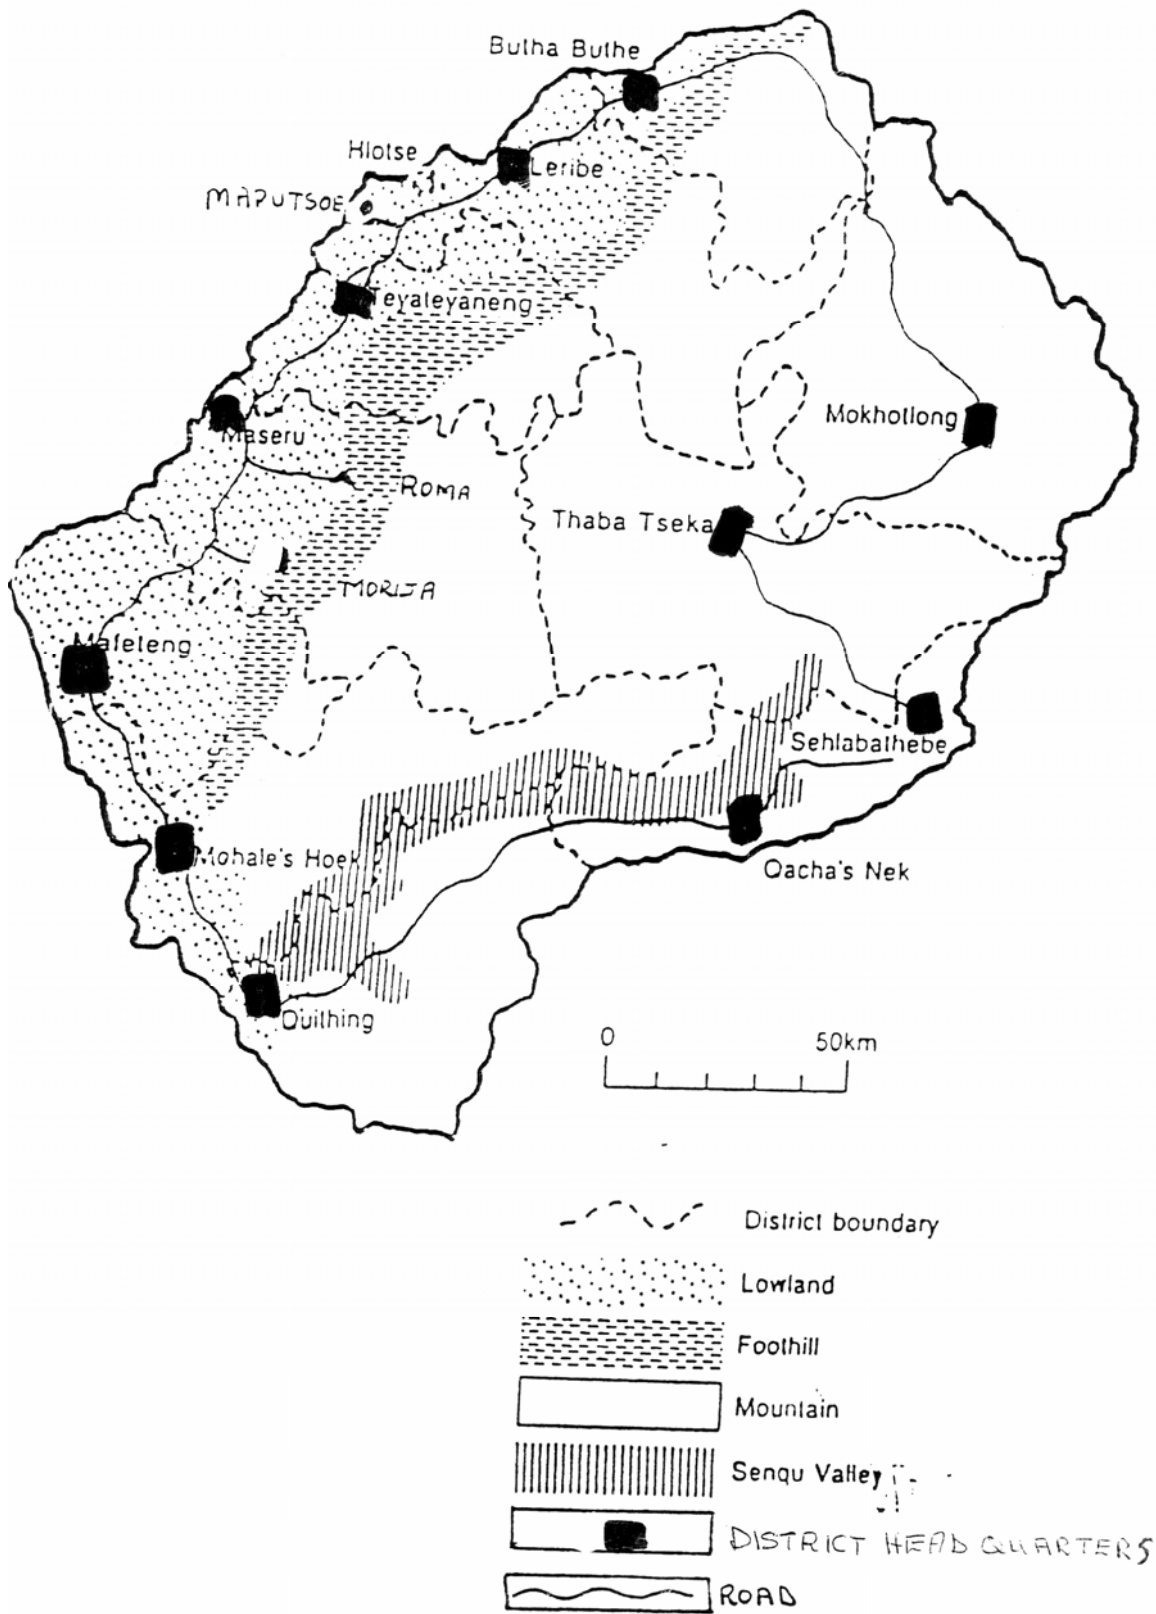 Butha Buthe
Hlotse
Leribe
MAPUTSOE
Teyateyaneng
Mokhotlong
Maseru
ROMA
Thaba Tseka
MORIJA
Mafeteng
Sehlabathebe
Mohale's Hoek
Qacha's Nek
Quithing
0 50km
District boundary
Lowland
Foothill
Mountain
Senqu Valley
DISTRICT HEAD QUARTERS
ROAD